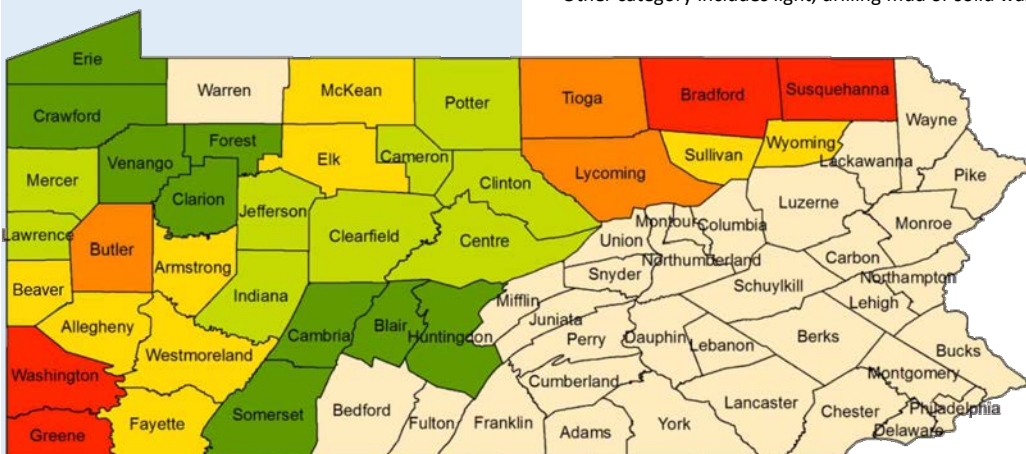 Other category includes light, drilling mud or solid wa
Erie
Warren
McKean
Potter
Tioga
Bradford
Susquehanna
Wayne
Crawford
Forest
Venango
Elk
Cameron
Sullivan
Wyoming
Lackawanna
Pike
Mercer
Clarion
Clinton
Lycoming
Luzerne
Jefferson
Monroe
Lawrence
Butler
Clearfield
Centre
Union
Montour
Columbia
Carbon
Armstrong
Northumberland
Northampton
Beaver
Indiana
Snyder
Schuylkill
Lehigh
Allegheny
Mifflin
Cambria
Blair
Huntingdon
Juniata
Perry
Dauphin
Lebanon
Berks
Bucks
Westmoreland
Washington
Cumberland
Montgomery
Fayette
Somerset
Bedford
Fulton
Franklin
Adams
York
Lancaster
Chester
Philadelphia
Delaware
Greene